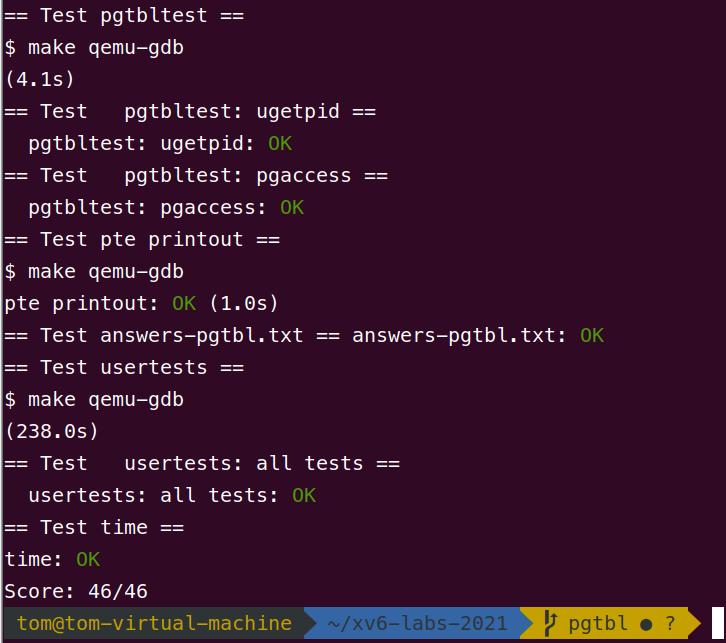 == Test pgtbltest ==
$ make qemu-gdb
(4.1s)
== Test   pgtbltest: ugetpid ==
  pgtbltest: ugetpid: OK
== Test   pgtbltest: pgaccess ==
  pgtbltest: pgaccess: OK
== Test pte printout ==
$ make qemu-gdb
pte printout: OK (1.0s)
== Test answers-pgtbl.txt == answers-pgtbl.txt: OK
== Test usertests ==
$ make qemu-gdb
(238.0s)
== Test   usertests: all tests ==
  usertests: all tests: OK
== Test time ==
time: OK
Score: 46/46
tom@tom-virtual-machine ~/xv6-labs-2021 pgtbl ● ?